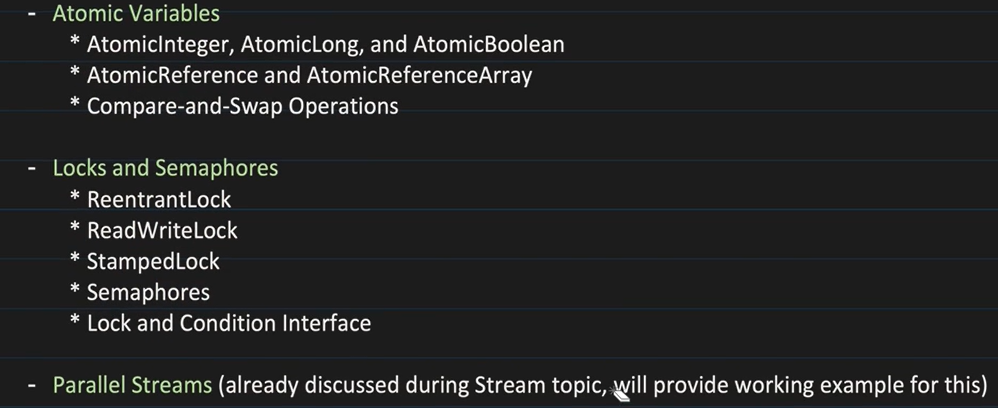 - Atomic Variables
* AtomicInteger, AtomicLong, and AtomicBoolean
* AtomicReference and AtomicReferenceArray
* Compare-and-Swap Operations
- Locks and Semaphores
* ReentrantLock
* ReadWriteLock
* StampedLock
* Semaphores
* Lock and Condition Interface
- Parallel Streams (already discussed during Stream topic, will provide working example for this)